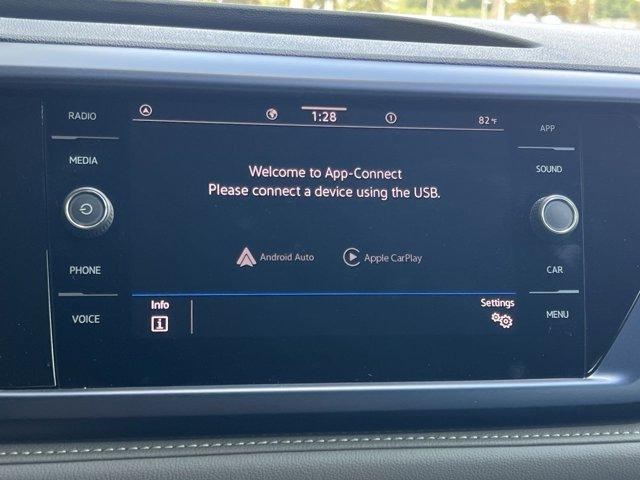 RADIO
MEDIA
PHONE
VOICE
1:28
1
82°F
Welcome to App-Connect
Please connect a device using the USB.
Android Auto
Apple CarPlay
Info
i
Settings
APP
SOUND
CAR
MENU